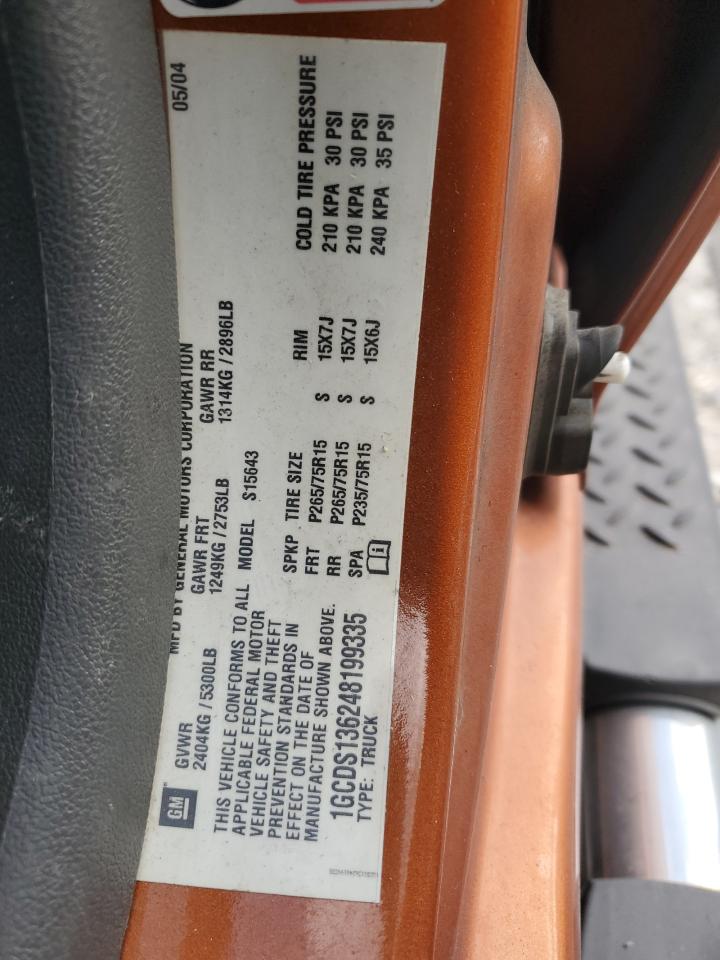 MFD BY GENERAL MOTORS CORPORATION 05/04
GM
GVWR GAWR FRT GAWR RR
2404KG / 5300LB 1249KG / 2753LB 1314KG / 2896LB
THIS VEHICLE CONFORMS TO ALL MODEL S15643
APPLICABLE FEDERAL MOTOR
VEHICLE SAFETY AND THEFT
PREVENTION STANDARDS IN
EFFECT ON THE DATE OF
MANUFACTURE SHOWN ABOVE.
SPKP TIRE SIZE RIM COLD TIRE PRESSURE
FRT P265/75R15 S 15X7J 210 KPA 30 PSI
RR P265/75R15 S 15X7J 210 KPA 30 PSI
SPA P235/75R15 S 15X6J 240 KPA 35 PSI
1GCDS136248199335
TYPE: TRUCK